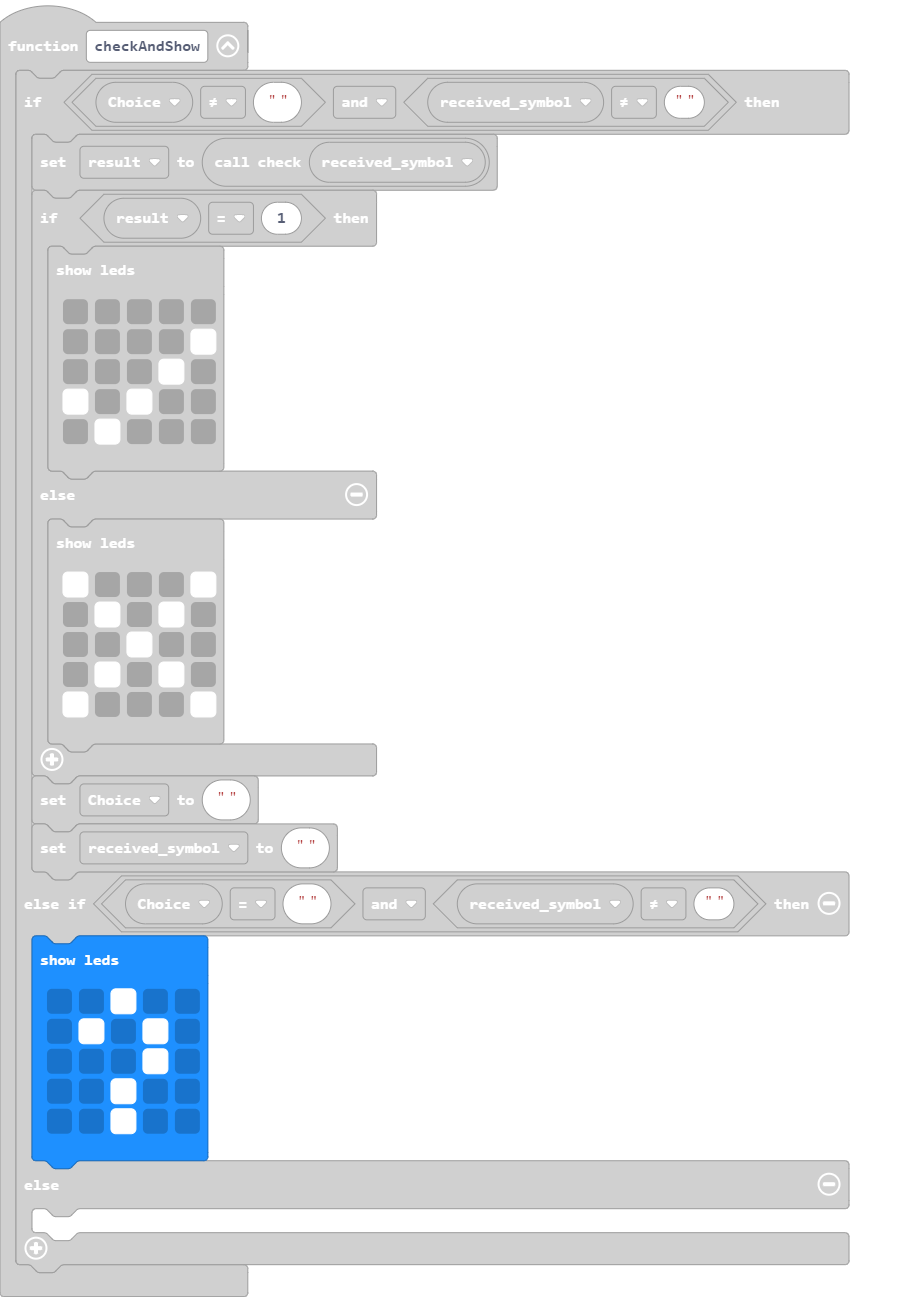 function checkAndShow
if Choice ≠ " " and received_symbol ≠ " " then
set result to call check received_symbol
if result = 1 then
show leds
else
show leds
set Choice to " "
set received_symbol to " "
else if Choice = " " and received_symbol ≠ " " then
show leds
else